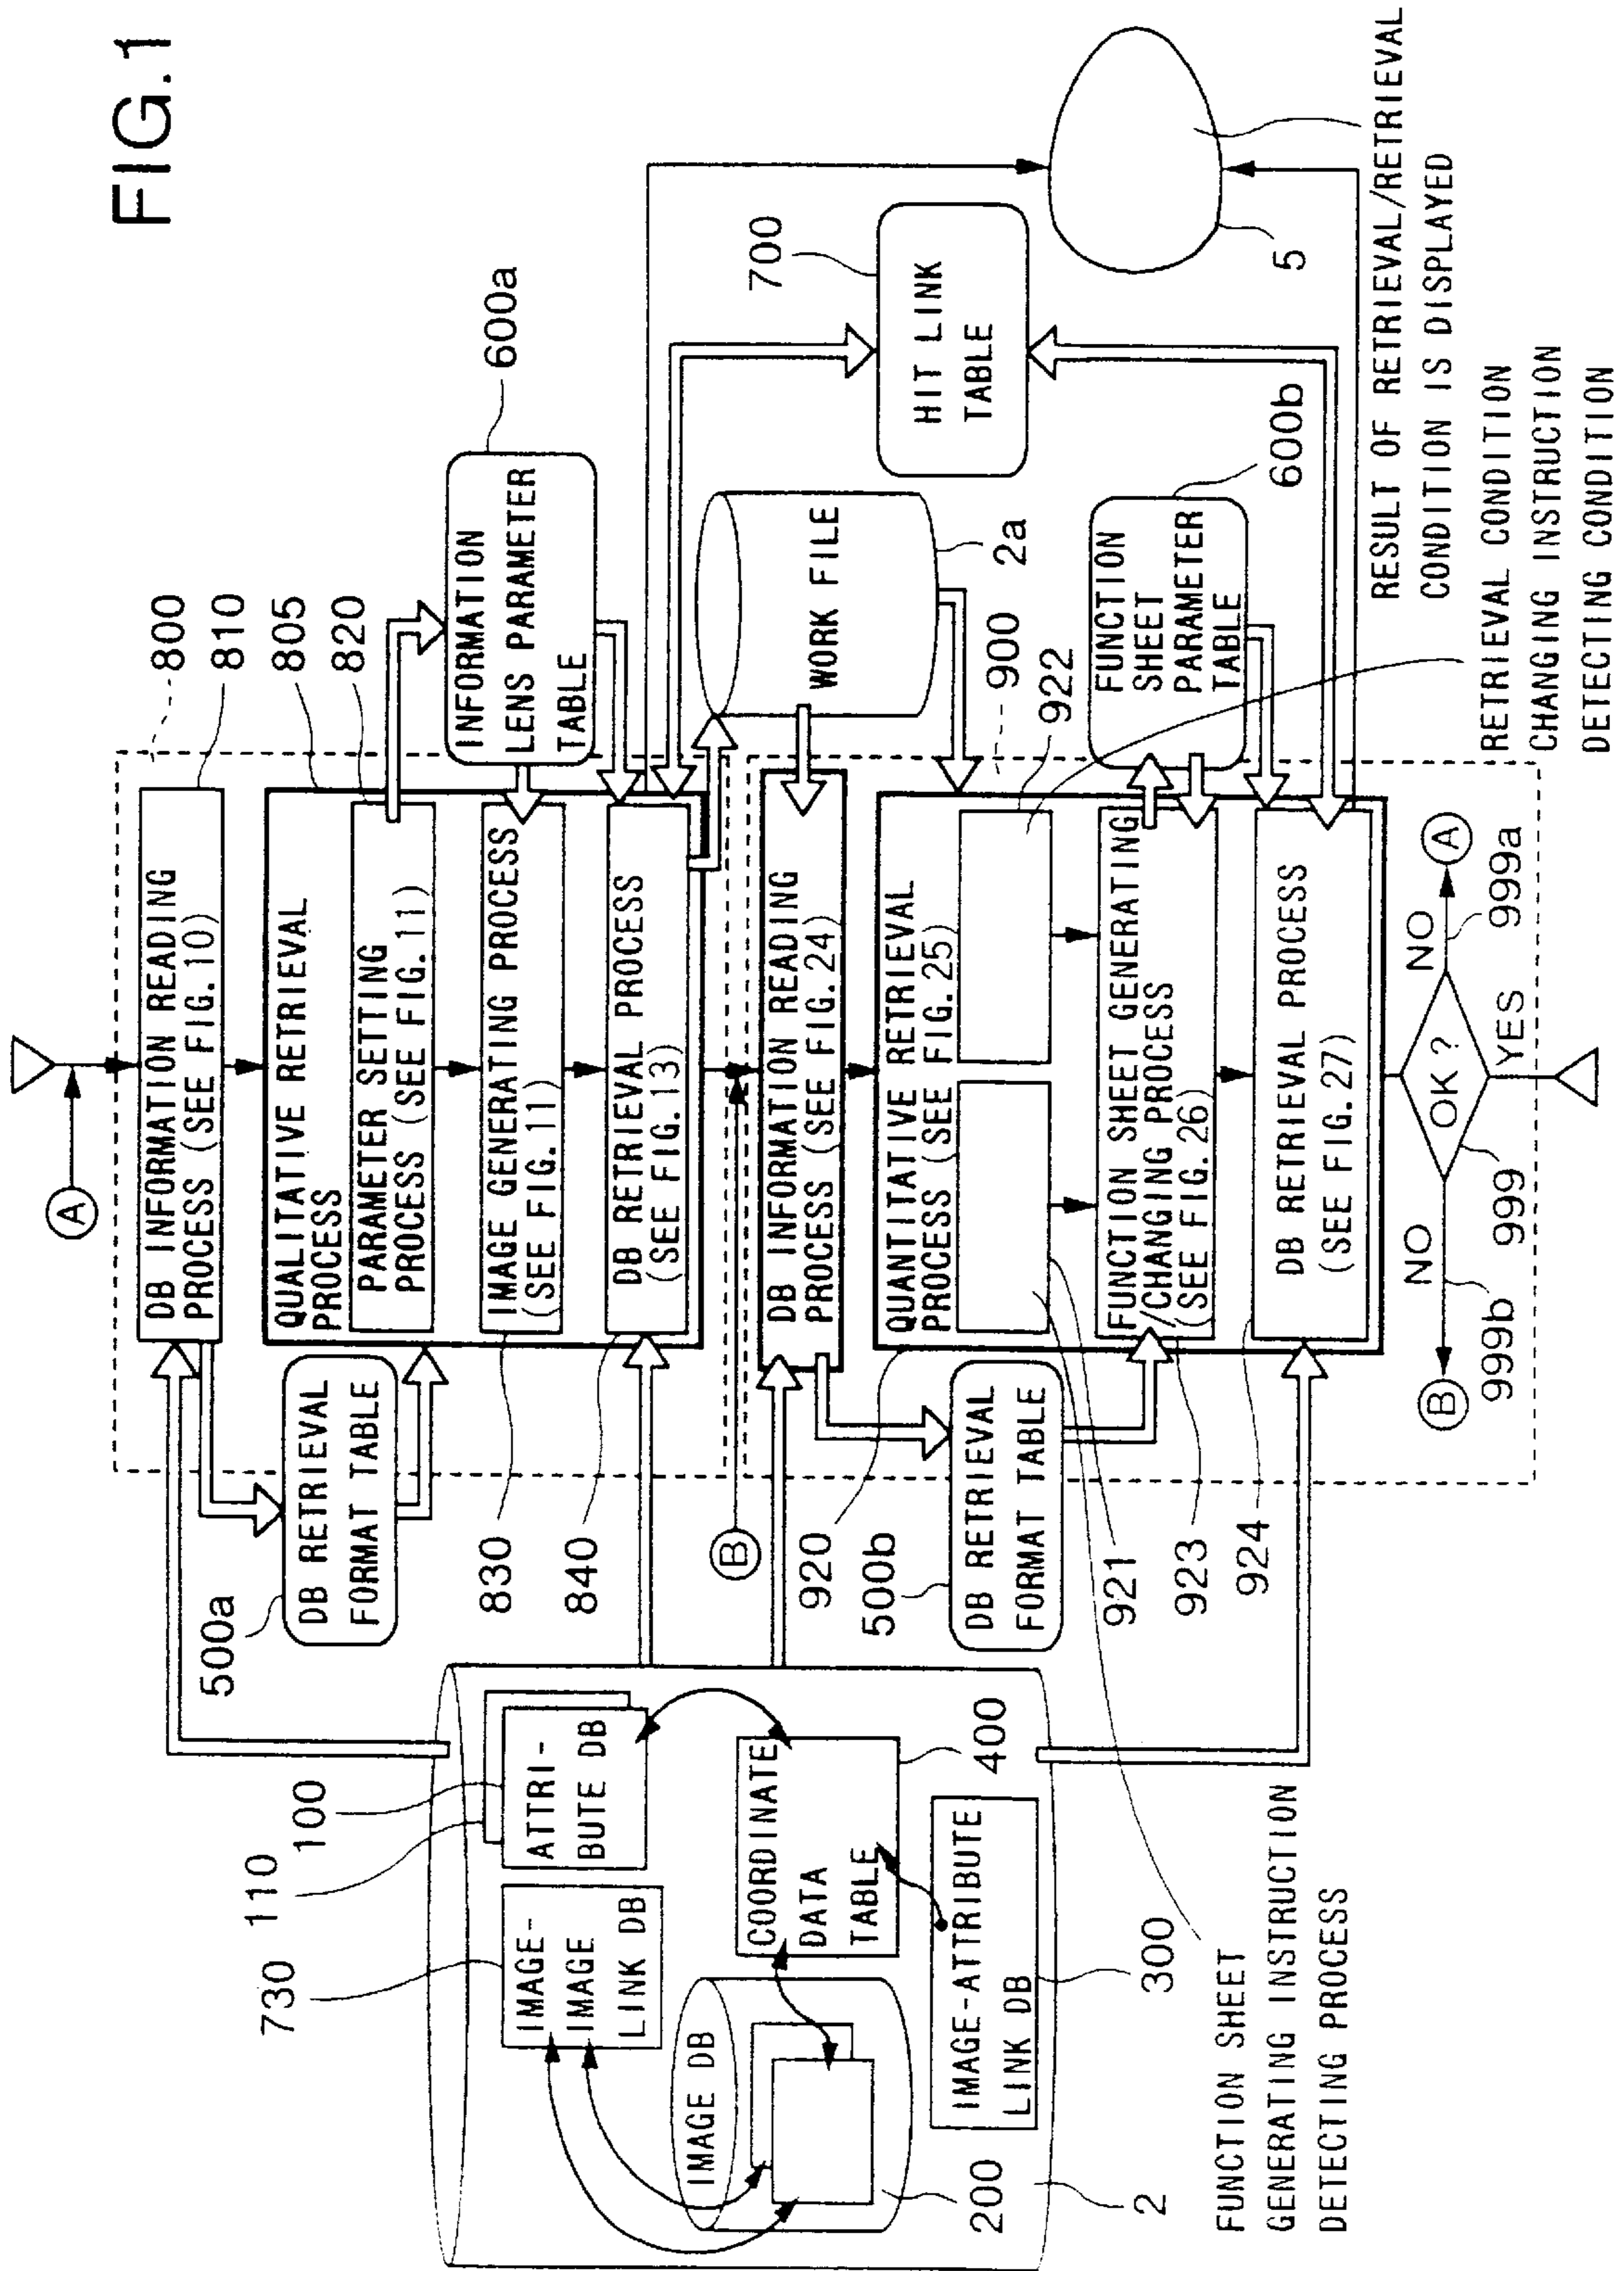 FIG.1
A
800
810
805
820
DB INFORMATION READING
PROCESS (SEE FIG.10)
QUALITATIVE RETRIEVAL
PROCESS
PARAMETER SETTING
PROCESS (SEE FIG.11)
IMAGE GENERATING PROCESS
(SEE FIG.11)
DB RETRIEVAL PROCESS
(SEE FIG.13)
830
840
500a
DB RETRIEVAL
FORMAT TABLE
600a
INFORMATION
LENS PARAMETER
TABLE
700
HIT LINK
TABLE
WORK FILE
2a
5
RESULT OF RETRIEVAL/RETRIEVAL
CONDITION IS DISPLAYED
B
900
DB INFORMATION READING
PROCESS (SEE FIG.24)
QUANTITATIVE RETRIEVAL
PROCESS (SEE FIG.25)
920
921
922
FUNCTION SHEET GENERATING
/CHANGING PROCESS
(SEE FIG.26)
923
DB RETRIEVAL PROCESS
(SEE FIG.27)
924
500b
DB RETRIEVAL
FORMAT TABLE
600b
FUNCTION
SHEET
PARAMETER
TABLE
RETRIEVAL CONDITION
CHANGING INSTRUCTION
DETECTING CONDITION
OK ?
NO
A
999a
YES
999
NO
B
999b
730
110
100
IMAGE-
IMAGE
LINK DB
ATTRI-
BUTE DB
IMAGE DB
200
COORDINATE
DATA
TABLE
400
IMAGE-ATTRIBUTE
LINK DB
300
2
FUNCTION SHEET
GENERATING INSTRUCTION
DETECTING PROCESS